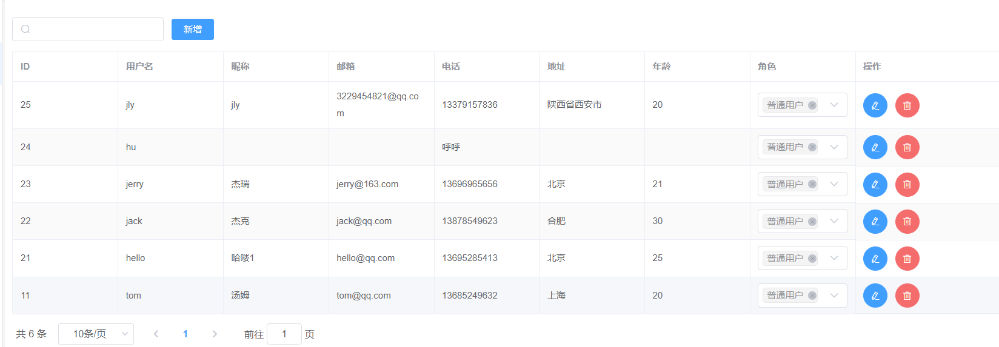 新增
ID 用户名 昵称 邮箱 电话 地址 年龄 角色 操作
25 jly jly 3229454821@qq.co 13379157836 陕西省西安市 20 普通用户
m
24 hu 呼呼 普通用户
23 jerry 杰瑞 jerry@163.com 13696965656 北京 21 普通用户
22 jack 杰克 jack@qq.com 13878549623 合肥 30 普通用户
21 hello 哈喽1 hello@qq.com 13695285413 北京 25 普通用户
11 tom 汤姆 tom@qq.com 13685249632 上海 20 普通用户
共 6 条 10条/页 1 前往 1 页